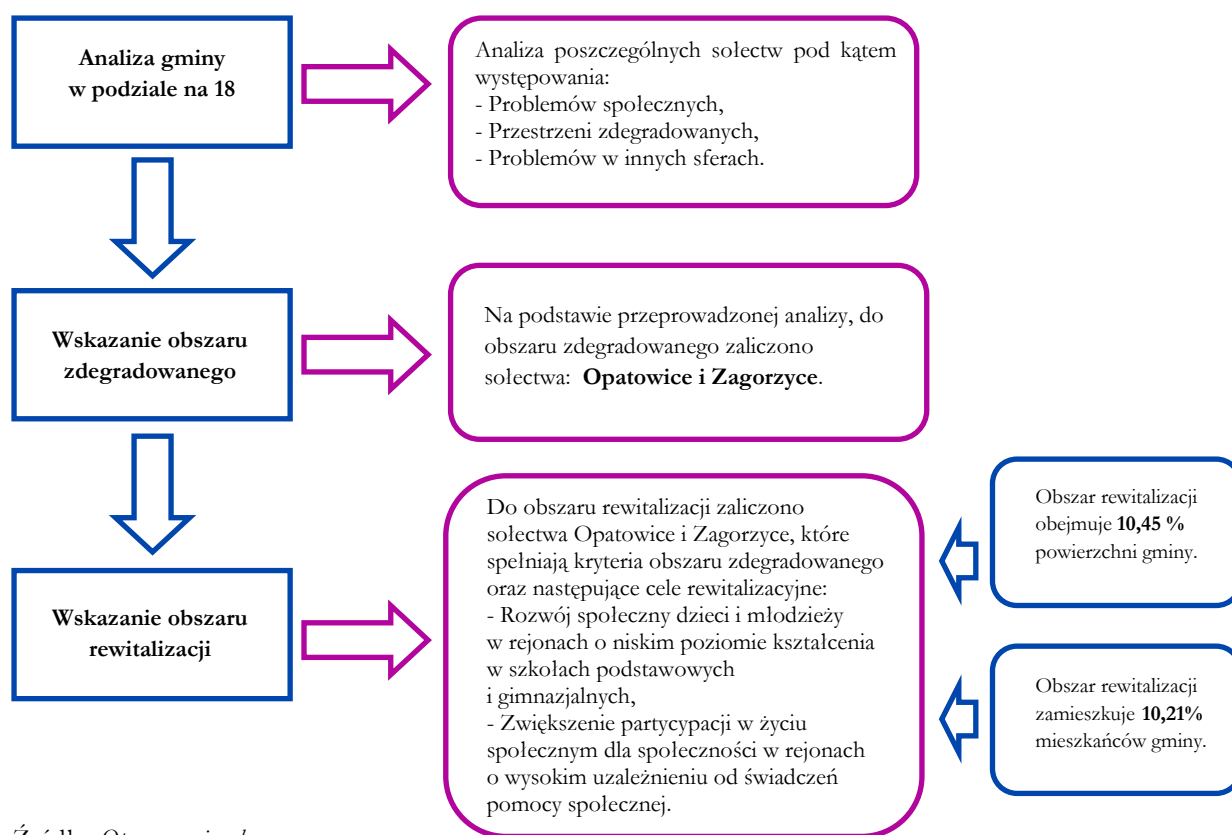 Analiza gminy
w podziale na 18
Analiza poszczególnych sołectw pod kątem
występowania:
- Problemów społecznych,
- Przestrzeni zdegradowanych,
- Problemów w innych sferach.
Wskazanie obszaru
zdegradowanego
Na podstawie przeprowadzonej analizy, do
obszaru zdegradowanego zaliczono
sołectwa: Opatowice i Zagorzyce.
Wskazanie obszaru
rewitalizacji
Do obszaru rewitalizacji zaliczono
sołectwa Opatowice i Zagorzyce, które
spełniają kryteria obszaru zdegradowanego
oraz następujące cele rewitalizacyjne:
- Rozwój społeczny dzieci i młodzieży
w rejonach o niskim poziomie kształcenia
w szkołach podstawowych
i gimnazjalnych,
- Zwiększenie partycypacji w życiu
społecznym dla społeczności w rejonach
o wysokim uzależnieniu od świadczeń
pomocy społecznej.
Obszar rewitalizacji
obejmuje 10,45 %
powierzchni gminy.
Obszar rewitalizacji
zamieszkuje 10,21%
mieszkańców gminy.